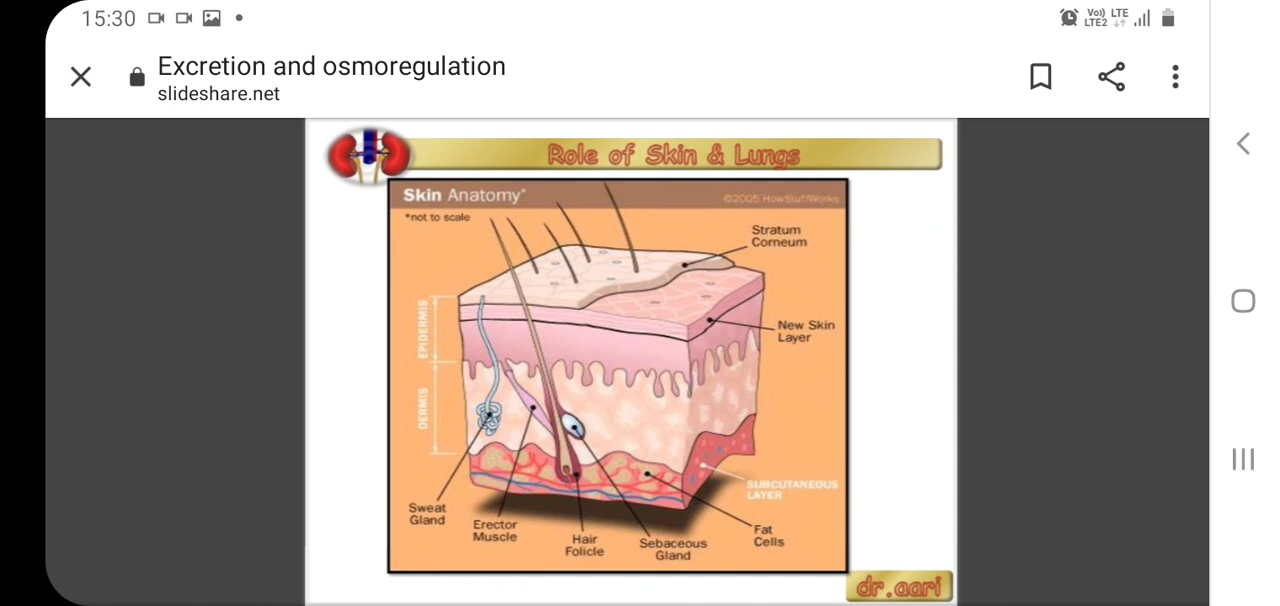 15:30
Vo)) LTE
LTE2
Excretion and osmoregulation
slideshare.net
Role of Skin & Lungs
Skin Anatomy*
©2005 HowStuffWorks
*not to scale
Stratum
Corneum
EPIDERMIS
New Skin
Layer
DERMIS
SUBCUTANEOUS
LAYER
Sweat
Gland
Erector
Muscle
Hair
Folicle
Sebaceous
Gland
Fat
Cells
dr.aari